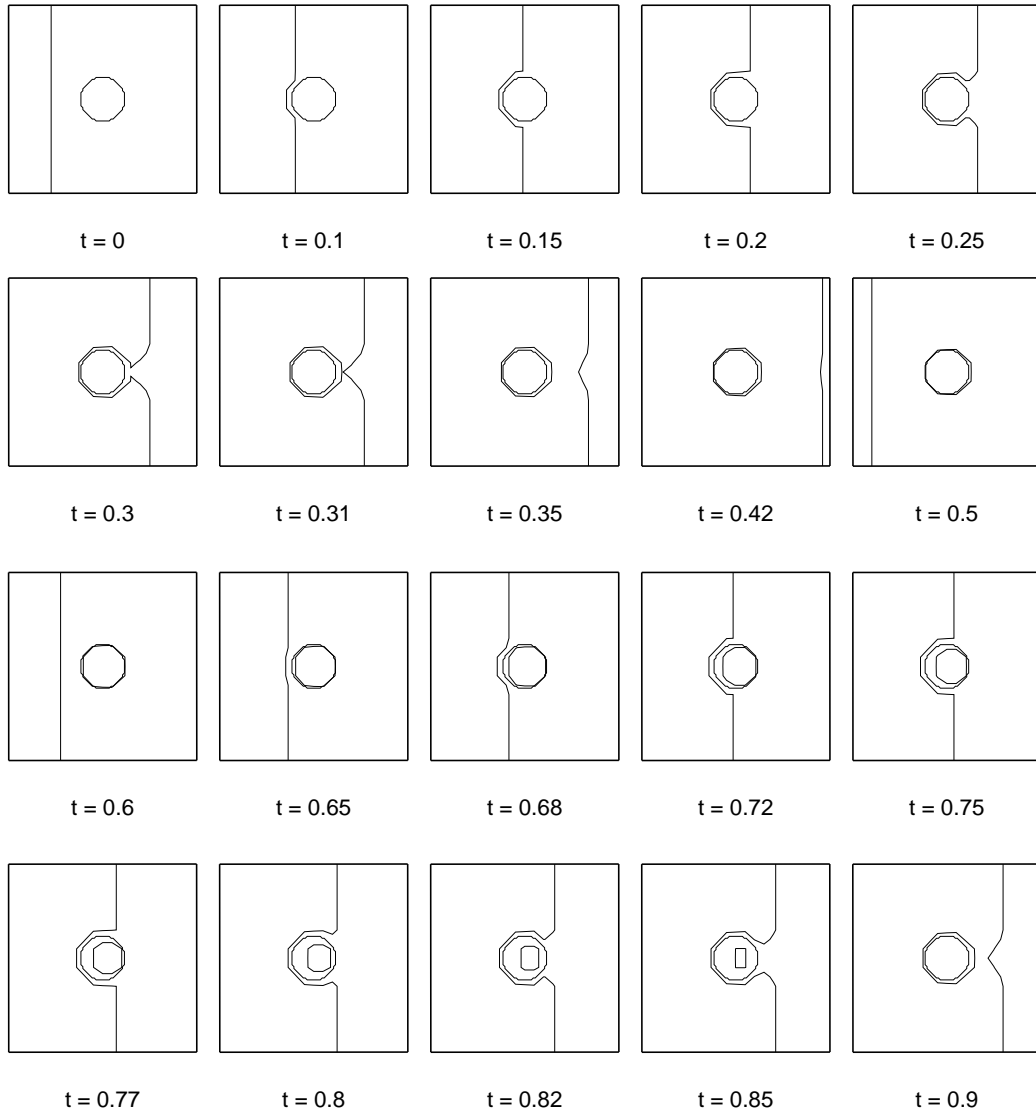 t = 0
t = 0.1
t = 0.15
t = 0.2
t = 0.25
t = 0.3
t = 0.31
t = 0.35
t = 0.42
t = 0.5
t = 0.6
t = 0.65
t = 0.68
t = 0.72
t = 0.75
t = 0.77
t = 0.8
t = 0.82
t = 0.85
t = 0.9